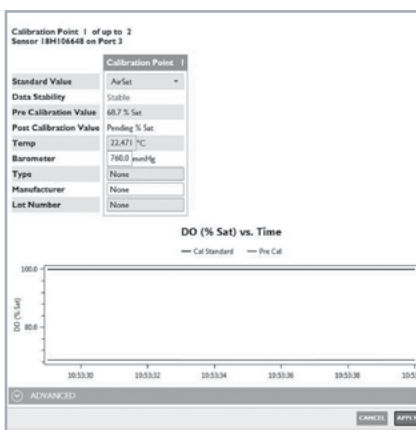 Calibration Point 1 of up to 2
Sensor 18H106648 on Port 3
Calibration Point 1
Standard Value AirSat
Data Stability Stable
Pre Calibration Value 68.7 % Sat
Post Calibration Value Pending % Sat
Temp 22.471 °C
Barometer 760.0 mmHg
Type None
Manufacturer None
Lot Number None
DO (% Sat) vs. Time
Cal Standard Pre Cal
DO (% Sat)
100.0
80.0
10:53:30 10:53:32 10:53:34 10:53:36 10:53:38 10:5
ADVANCED
CANCEL APPLY